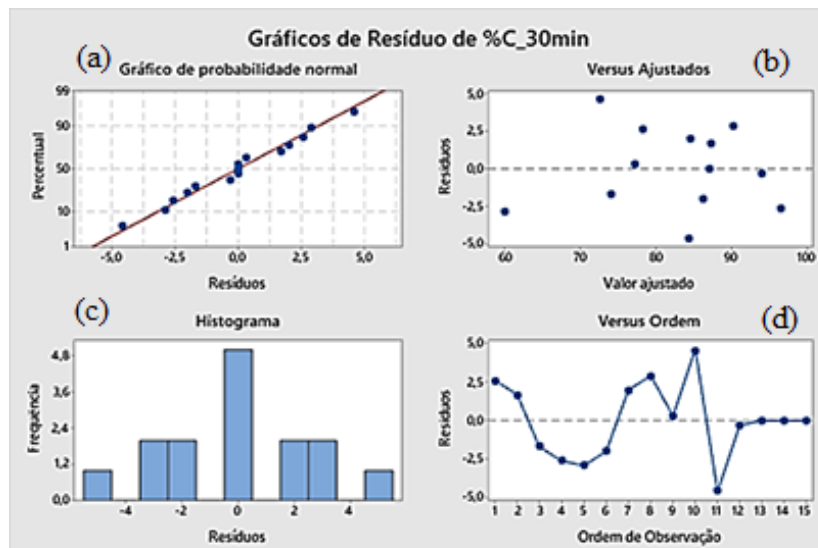 Gráficos de Resíduo de %C_30min
(a)
Gráfico de probabilidade normal
99
90
50
10
1
Percentual
-5,0 -2,5 0,0 2,5 5,0
Resíduos
(b)
Versus Ajustados
5,0
2,5
0,0
-2,5
-5,0
Resíduos
60 70 80 90 100
Valor ajustado
(c)
Histograma
4,8
3,6
2,4
1,2
0,0
Frequência
-4 -2 0 2 4
Resíduos
(d)
Versus Ordem
5,0
2,5
0,0
-2,5
-5,0
Resíduos
1 2 3 4 5 6 7 8 9 10 11 12 13 14 15
Ordem de Observação